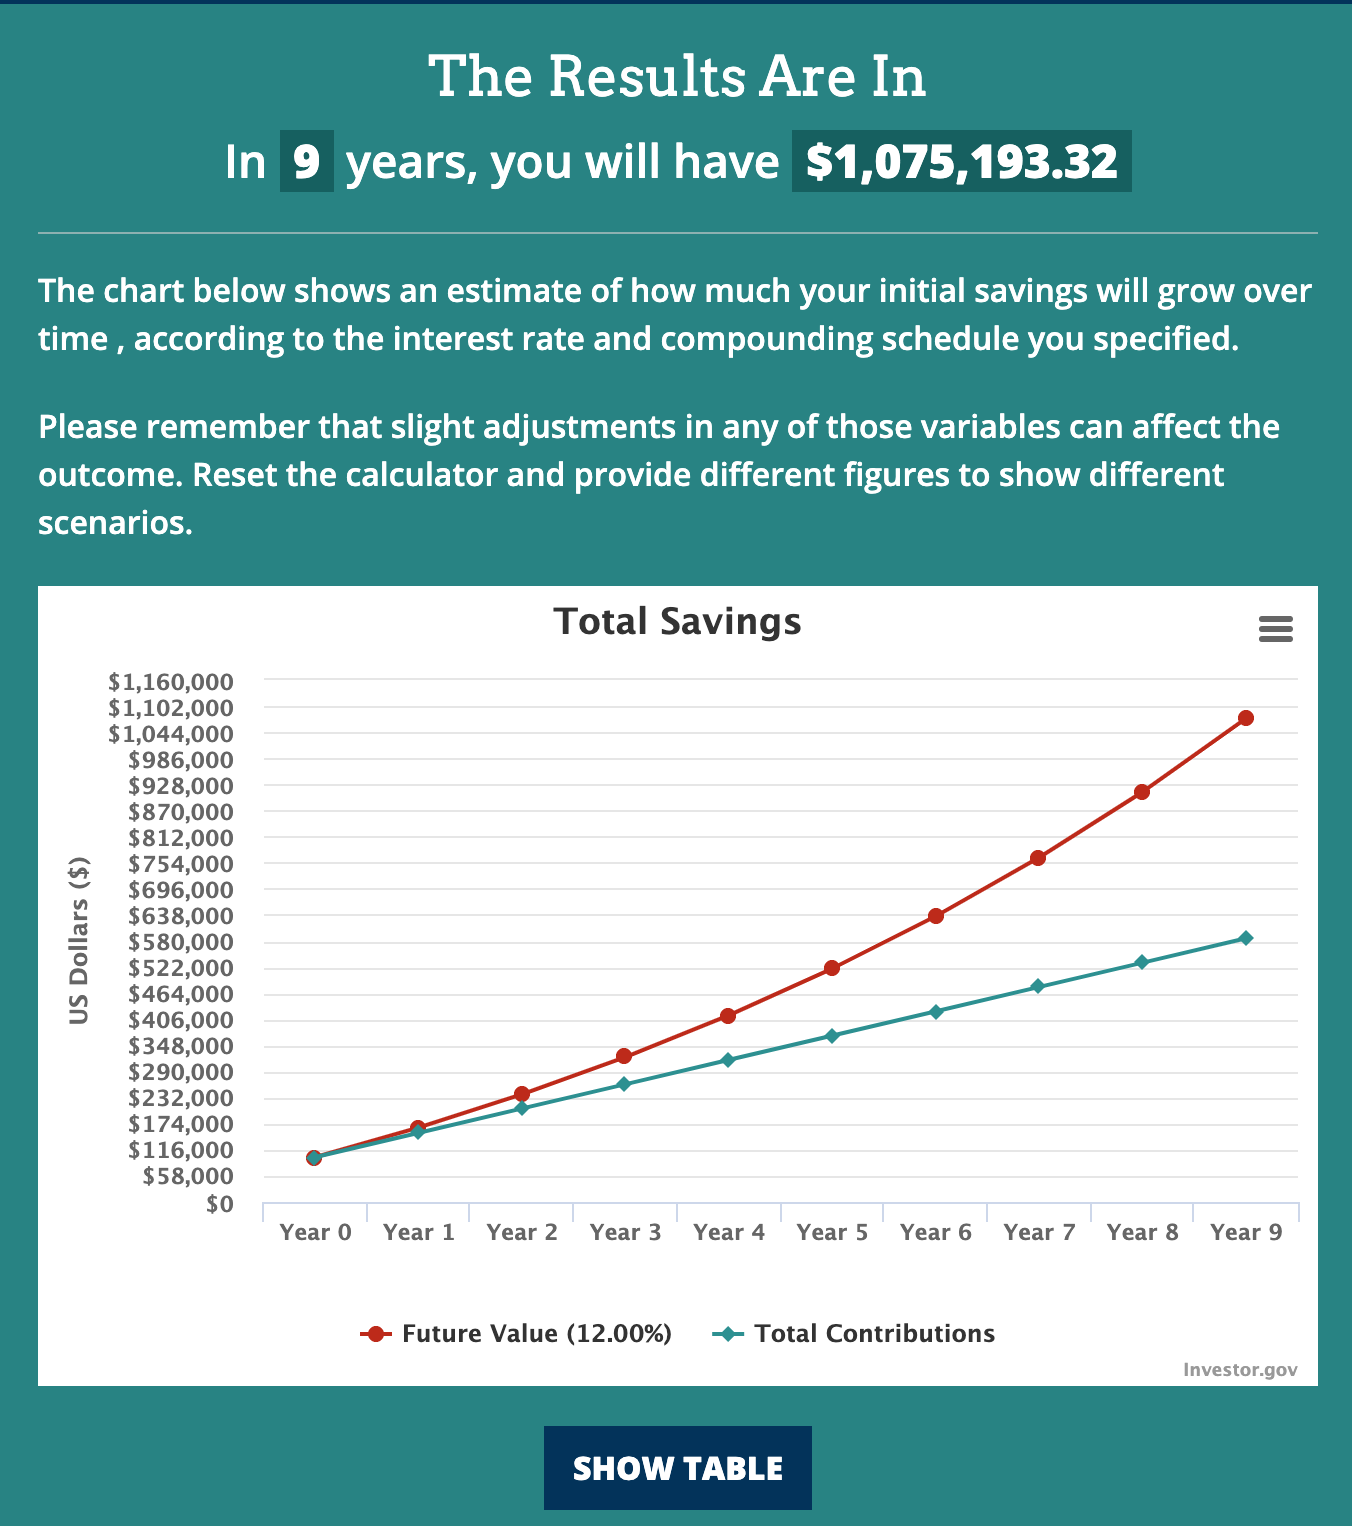 The Results Are In
In 9 years, you will have $1,075,193.32
The chart below shows an estimate of how much your initial savings will grow over
time , according to the interest rate and compounding schedule you specified.
Please remember that slight adjustments in any of those variables can affect the
outcome. Reset the calculator and provide different figures to show different
scenarios.
Total Savings
US Dollars ($)
$1,160,000
$1,102,000
$1,044,000
$986,000
$928,000
$870,000
$812,000
$754,000
$696,000
$638,000
$580,000
$522,000
$464,000
$406,000
$348,000
$290,000
$232,000
$174,000
$116,000
$58,000
$0
Year 0 Year 1 Year 2 Year 3 Year 4 Year 5 Year 6 Year 7 Year 8 Year 9
Future Value (12.00%) Total Contributions
Investor.gov
SHOW TABLE